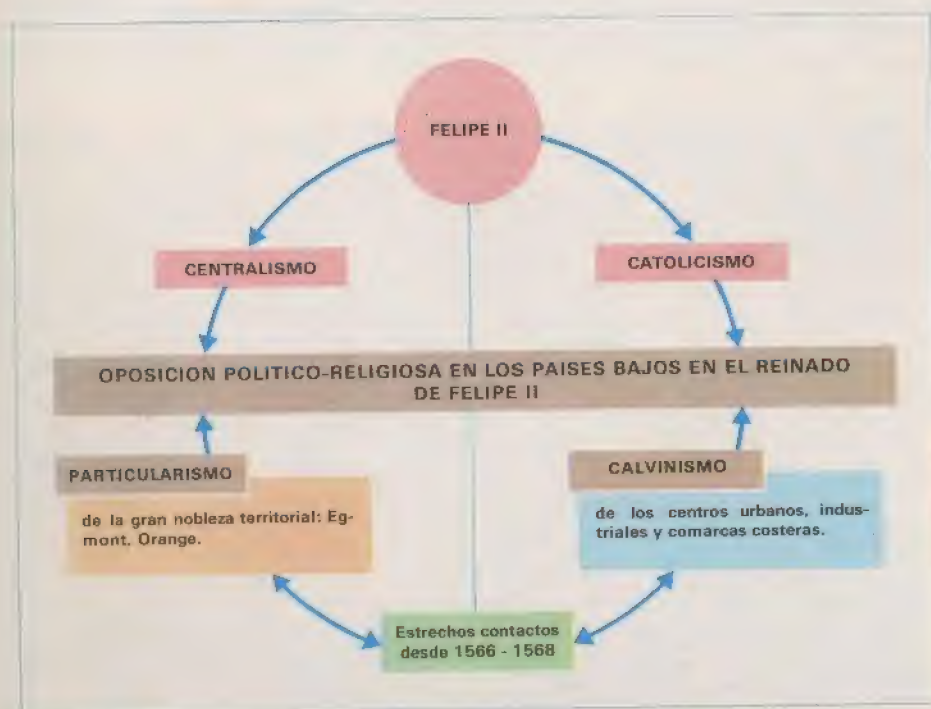 FELIPE II
CENTRALISMO
CATOLICISMO
OPOSICION POLITICO-RELIGIOSA EN LOS PAISES BAJOS EN EL REINADO
DE FELIPE II
PARTICULARISMO
de la gran nobleza territorial: Eg-
mont, Orange.
CALVINISMO
de los centros urbanos, indus-
triales y comarcas costeras.
Estrechos contactos
desde 1566 - 1568